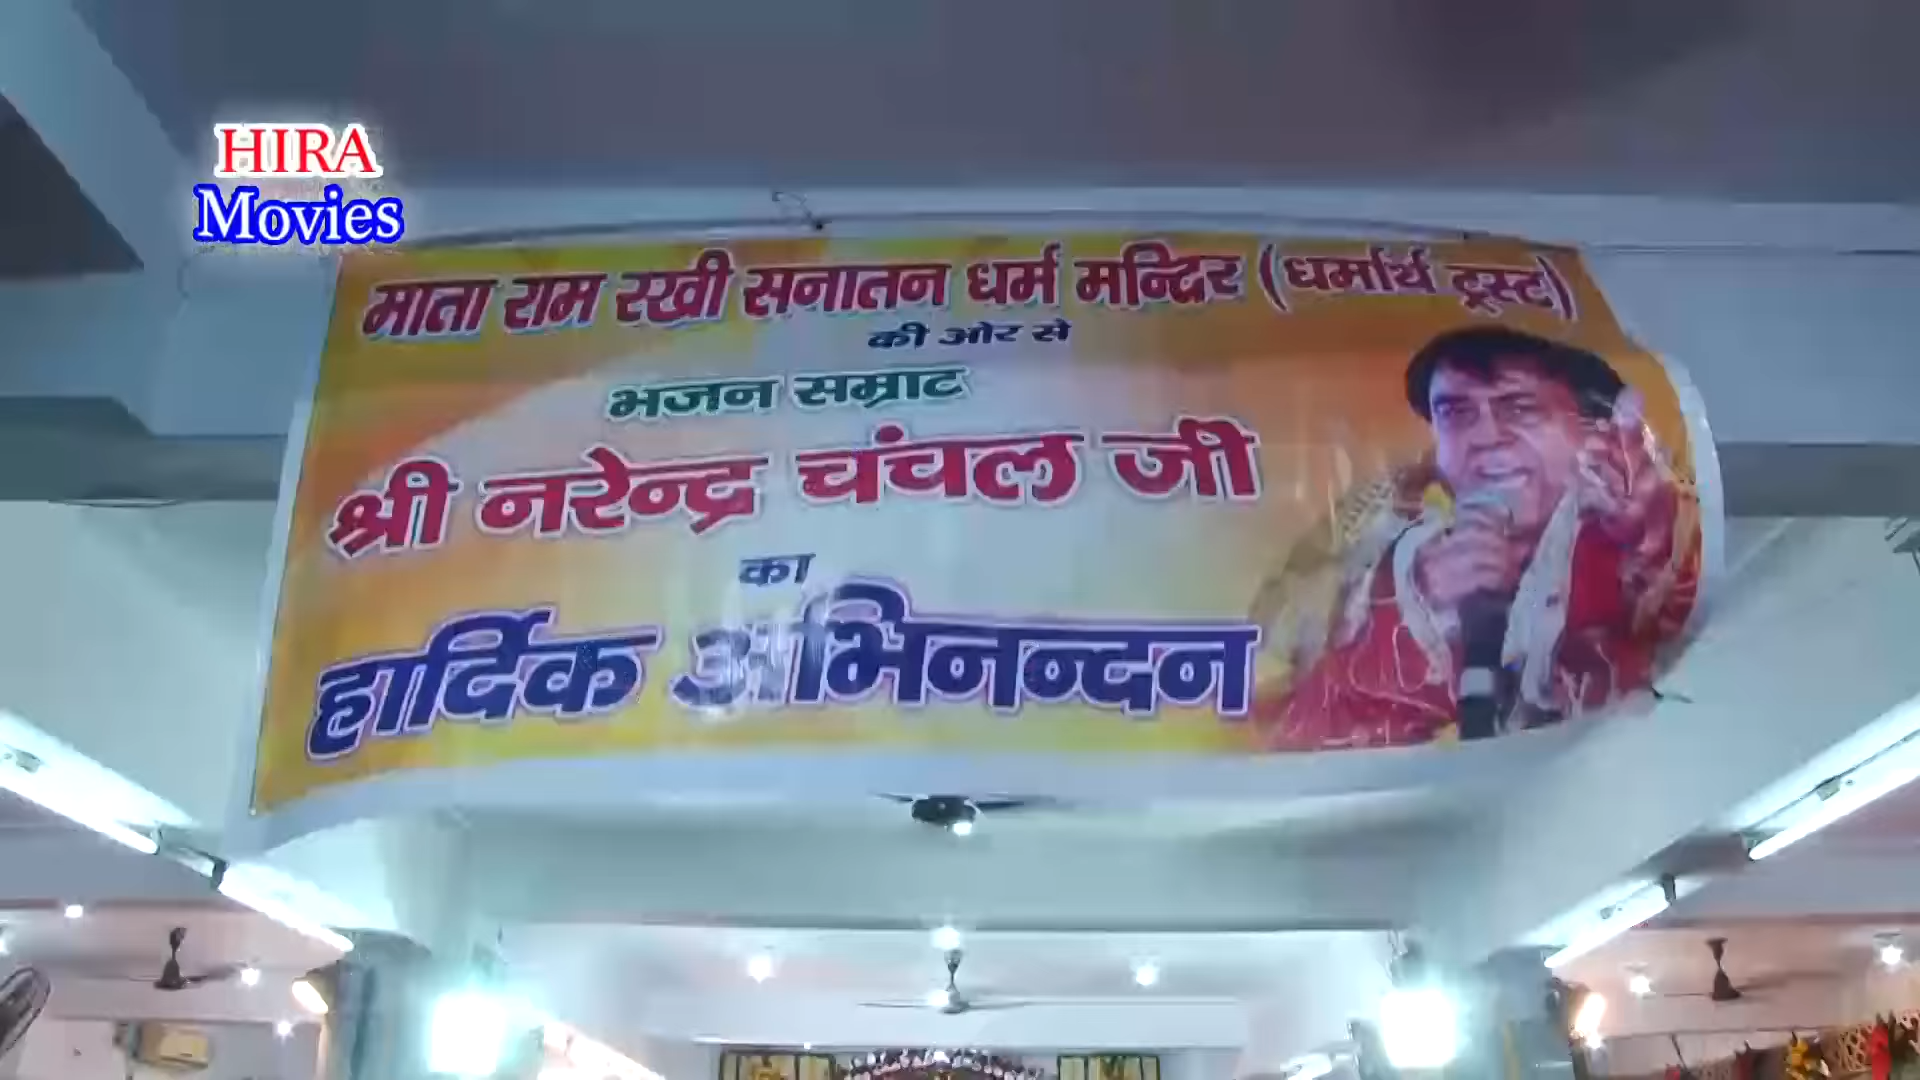 HIRA
Movies
माता राम रखी सनातन धर्म मन्दिर (धर्मार्थ ट्रस्ट)
की ओर से
भजन सम्राट
श्री नरेन्द्र चंचल जी
का
हार्दिक अभिनन्दन